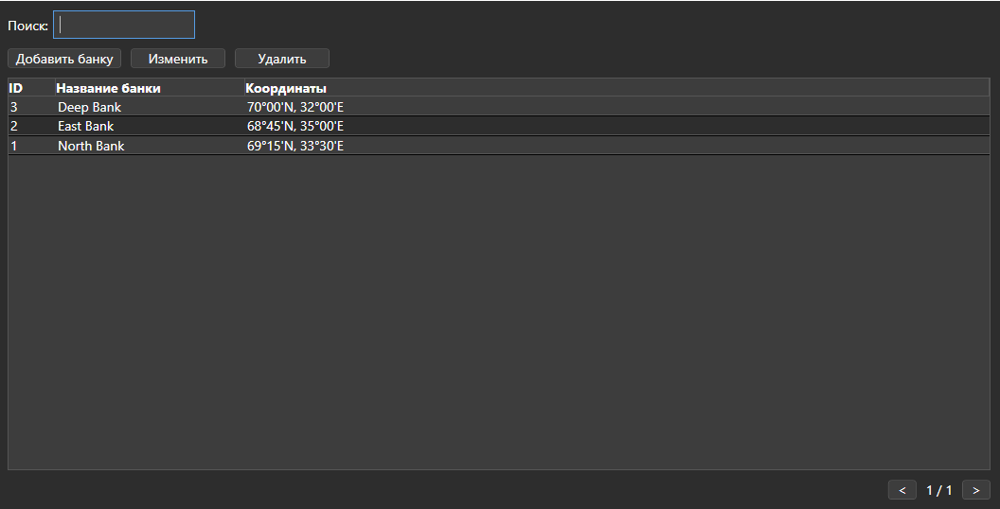 Поиск:
Добавить банку Изменить Удалить
ID Название банки Координаты
3 Deep Bank 70°00'N, 32°00'E
2 East Bank 68°45'N, 35°00'E
1 North Bank 69°15'N, 33°30'E
< 1 / 1 >